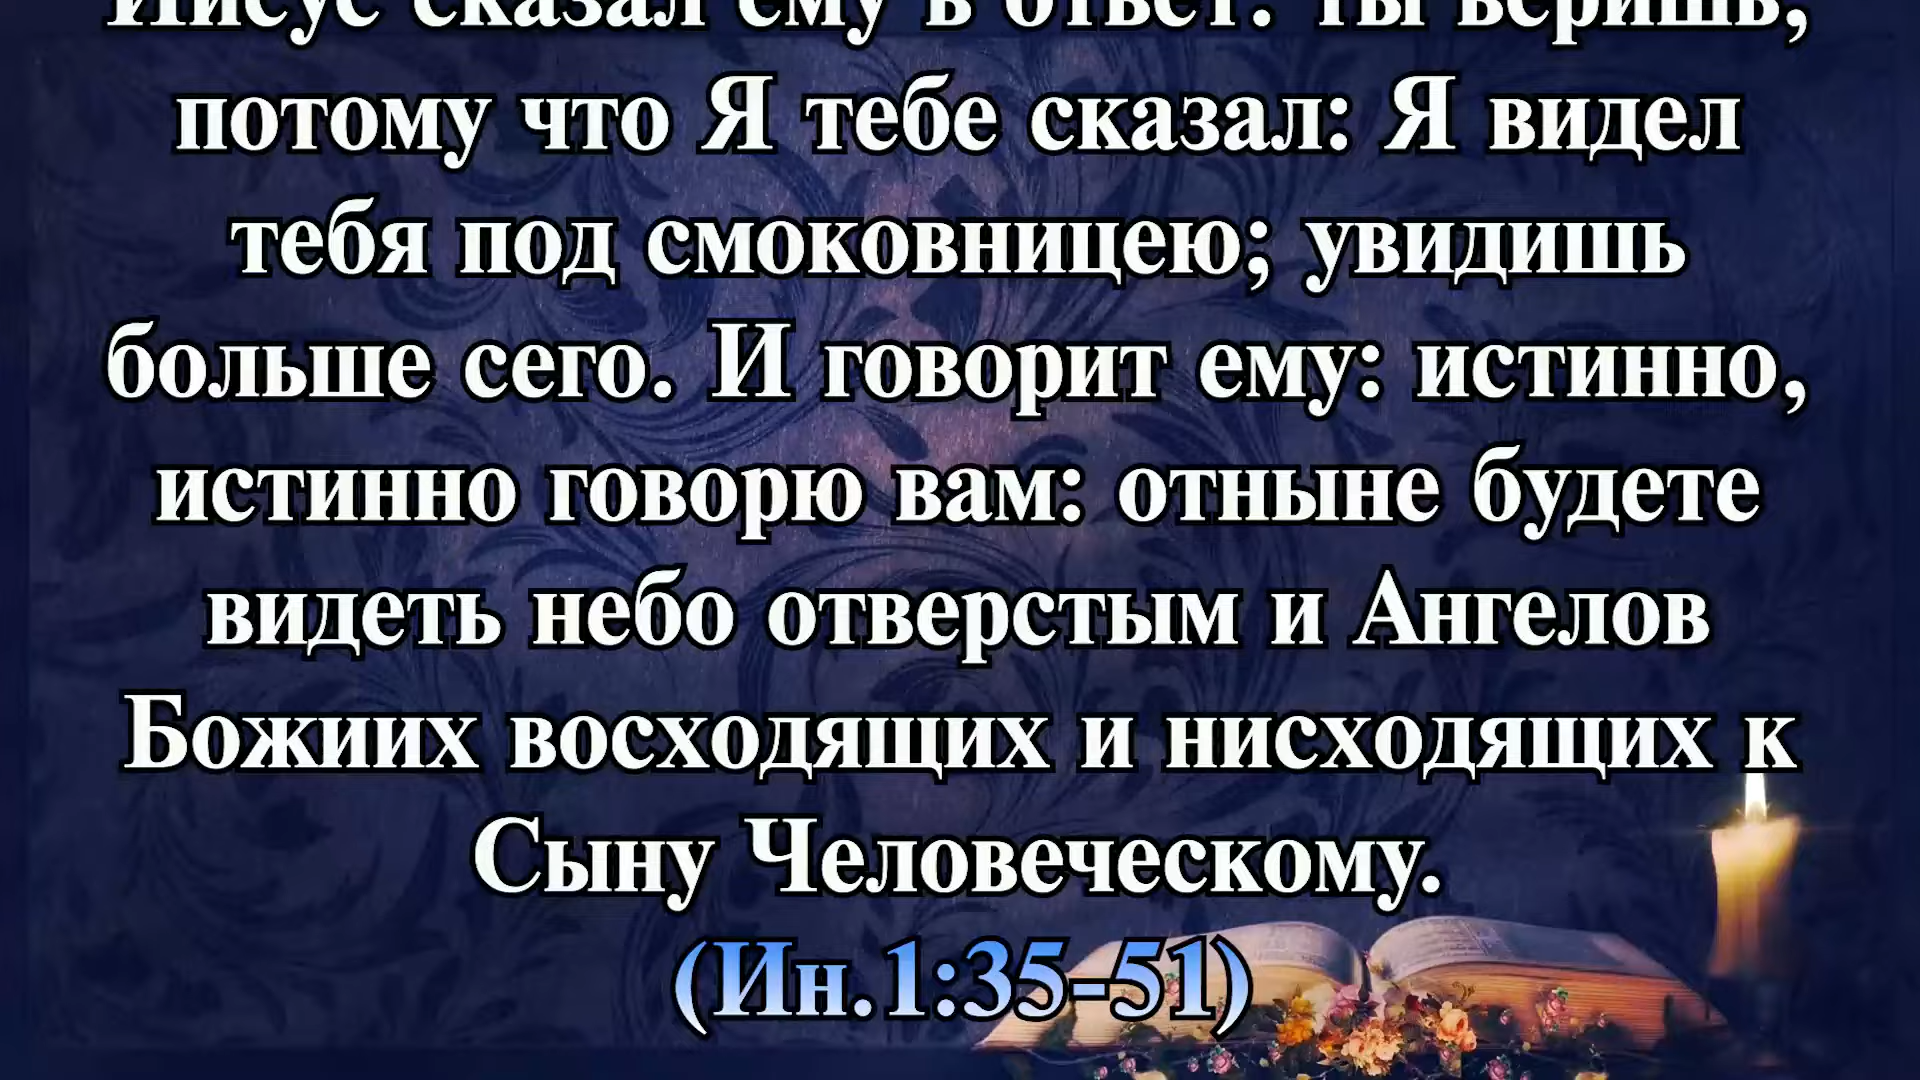 Иисус сказал ему в ответ: ты веришь,
потому что Я тебе сказал: Я видел
тебя под смоковницею; увидишь
больше сего. И говорит ему: истинно,
истинно говорю вам: отныне будете
видеть небо отверстым и Ангелов
Божиих восходящих и нисходящих к
Сыну Человеческому.
(Ин.1:35-51)